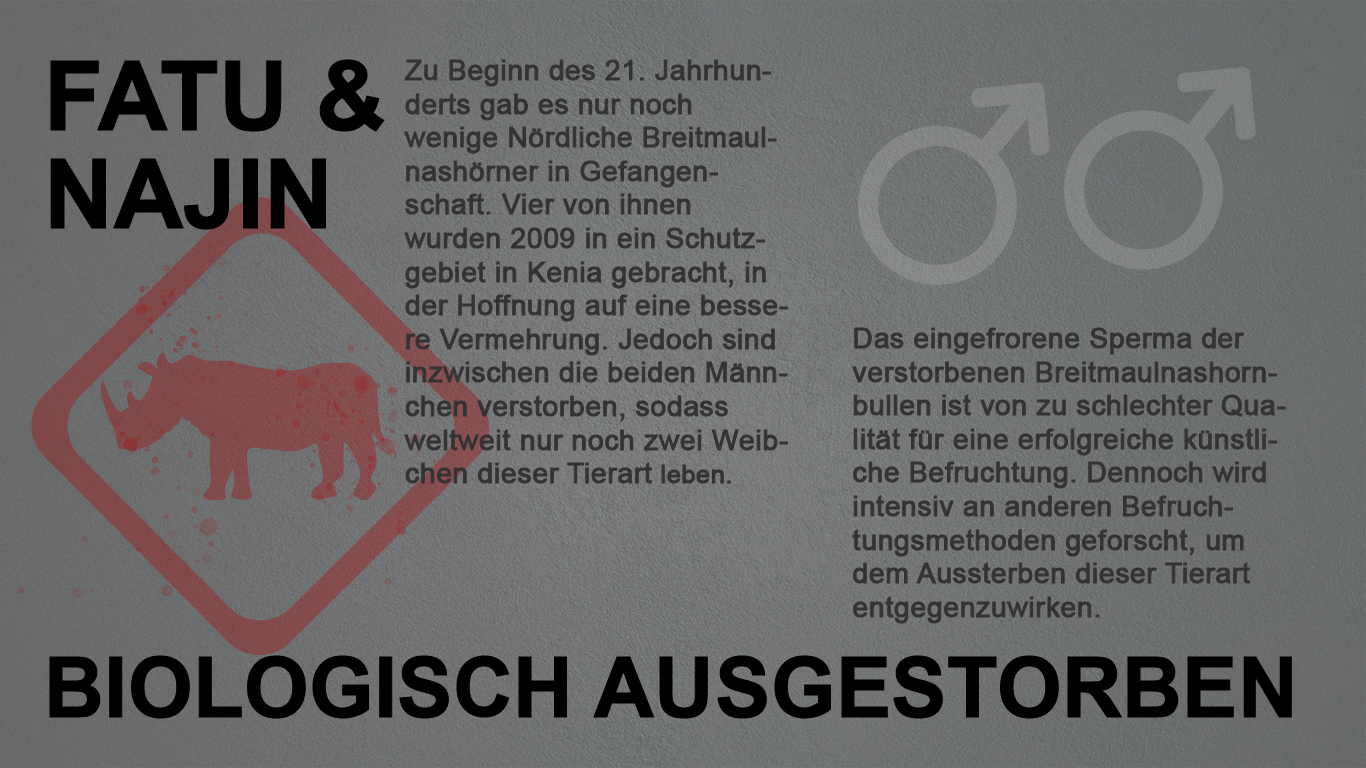 FATU &
NAJIN
Zu Beginn des 21. Jahrhun-
derts gab es nur noch
wenige Nördliche Breitmaul-
nashörner in Gefangen-
schaft. Vier von ihnen
wurden 2009 in ein Schutz-
gebiet in Kenia gebracht, in
der Hoffnung auf eine besse-
re Vermehrung. Jedoch sind
inzwischen die beiden Männ-
chen verstorben, sodass
weltweit nur noch zwei Weib-
chen dieser Tierart leben.
Das eingefrorene Sperma der
verstorbenen Breitmaulnashorn-
bullen ist von zu schlechter Qua-
lität für eine erfolgreiche künstli-
che Befruchtung. Dennoch wird
intensiv an anderen Befruch-
tungsmethoden geforscht, um
dem Aussterben dieser Tierart
entgegenzuwirken.
BIOLOGISCH AUSGESTORBEN